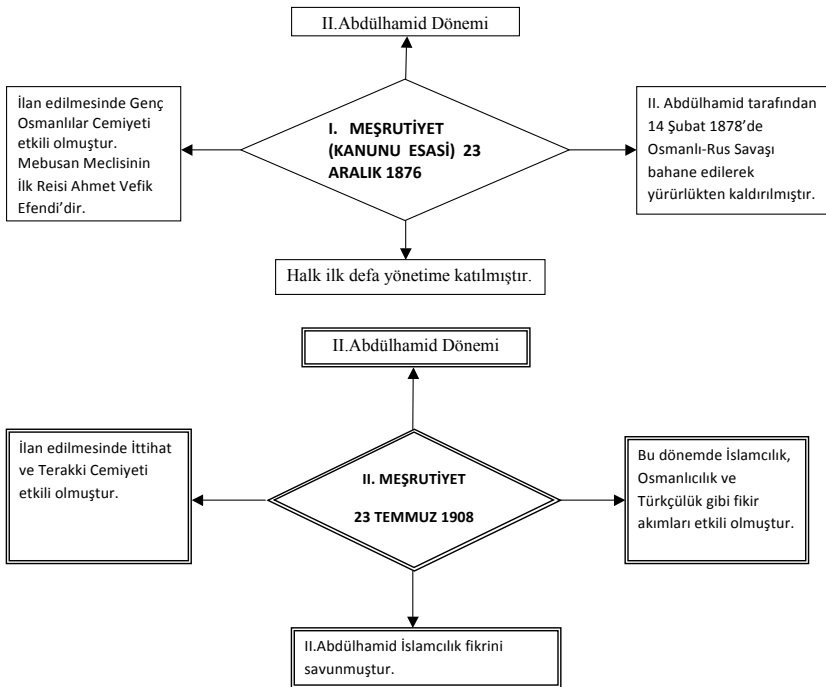 II.Abdülhamid Dönemi
İlan edilmesinde Genç
Osmanlılar Cemiyeti
etkili olmuştur.
Mebusan Meclisinin
İlk Reisi Ahmet Vefik
Efendi'dir.
I. MEŞRUTİYET
(KANUNU ESASİ) 23
ARALIK 1876
II. Abdülhamid tarafından
14 Şubat 1878'de
Osmanlı-Rus Savaşı
bahane edilerek
yürürlükten kaldırılmıştır.
Halk ilk defa yönetime katılmıştır.
II.Abdülhamid Dönemi
İlan edilmesinde İttihat
ve Terakki Cemiyeti
etkili olmuştur.
II. MEŞRUTİYET
23 TEMMUZ 1908
Bu dönemde İslamcılık,
Osmanlıcılık ve
Türkçülük gibi fikir
akımları etkili olmuştur.
II.Abdülhamid İslamcılık fikrini
savunmuştur.